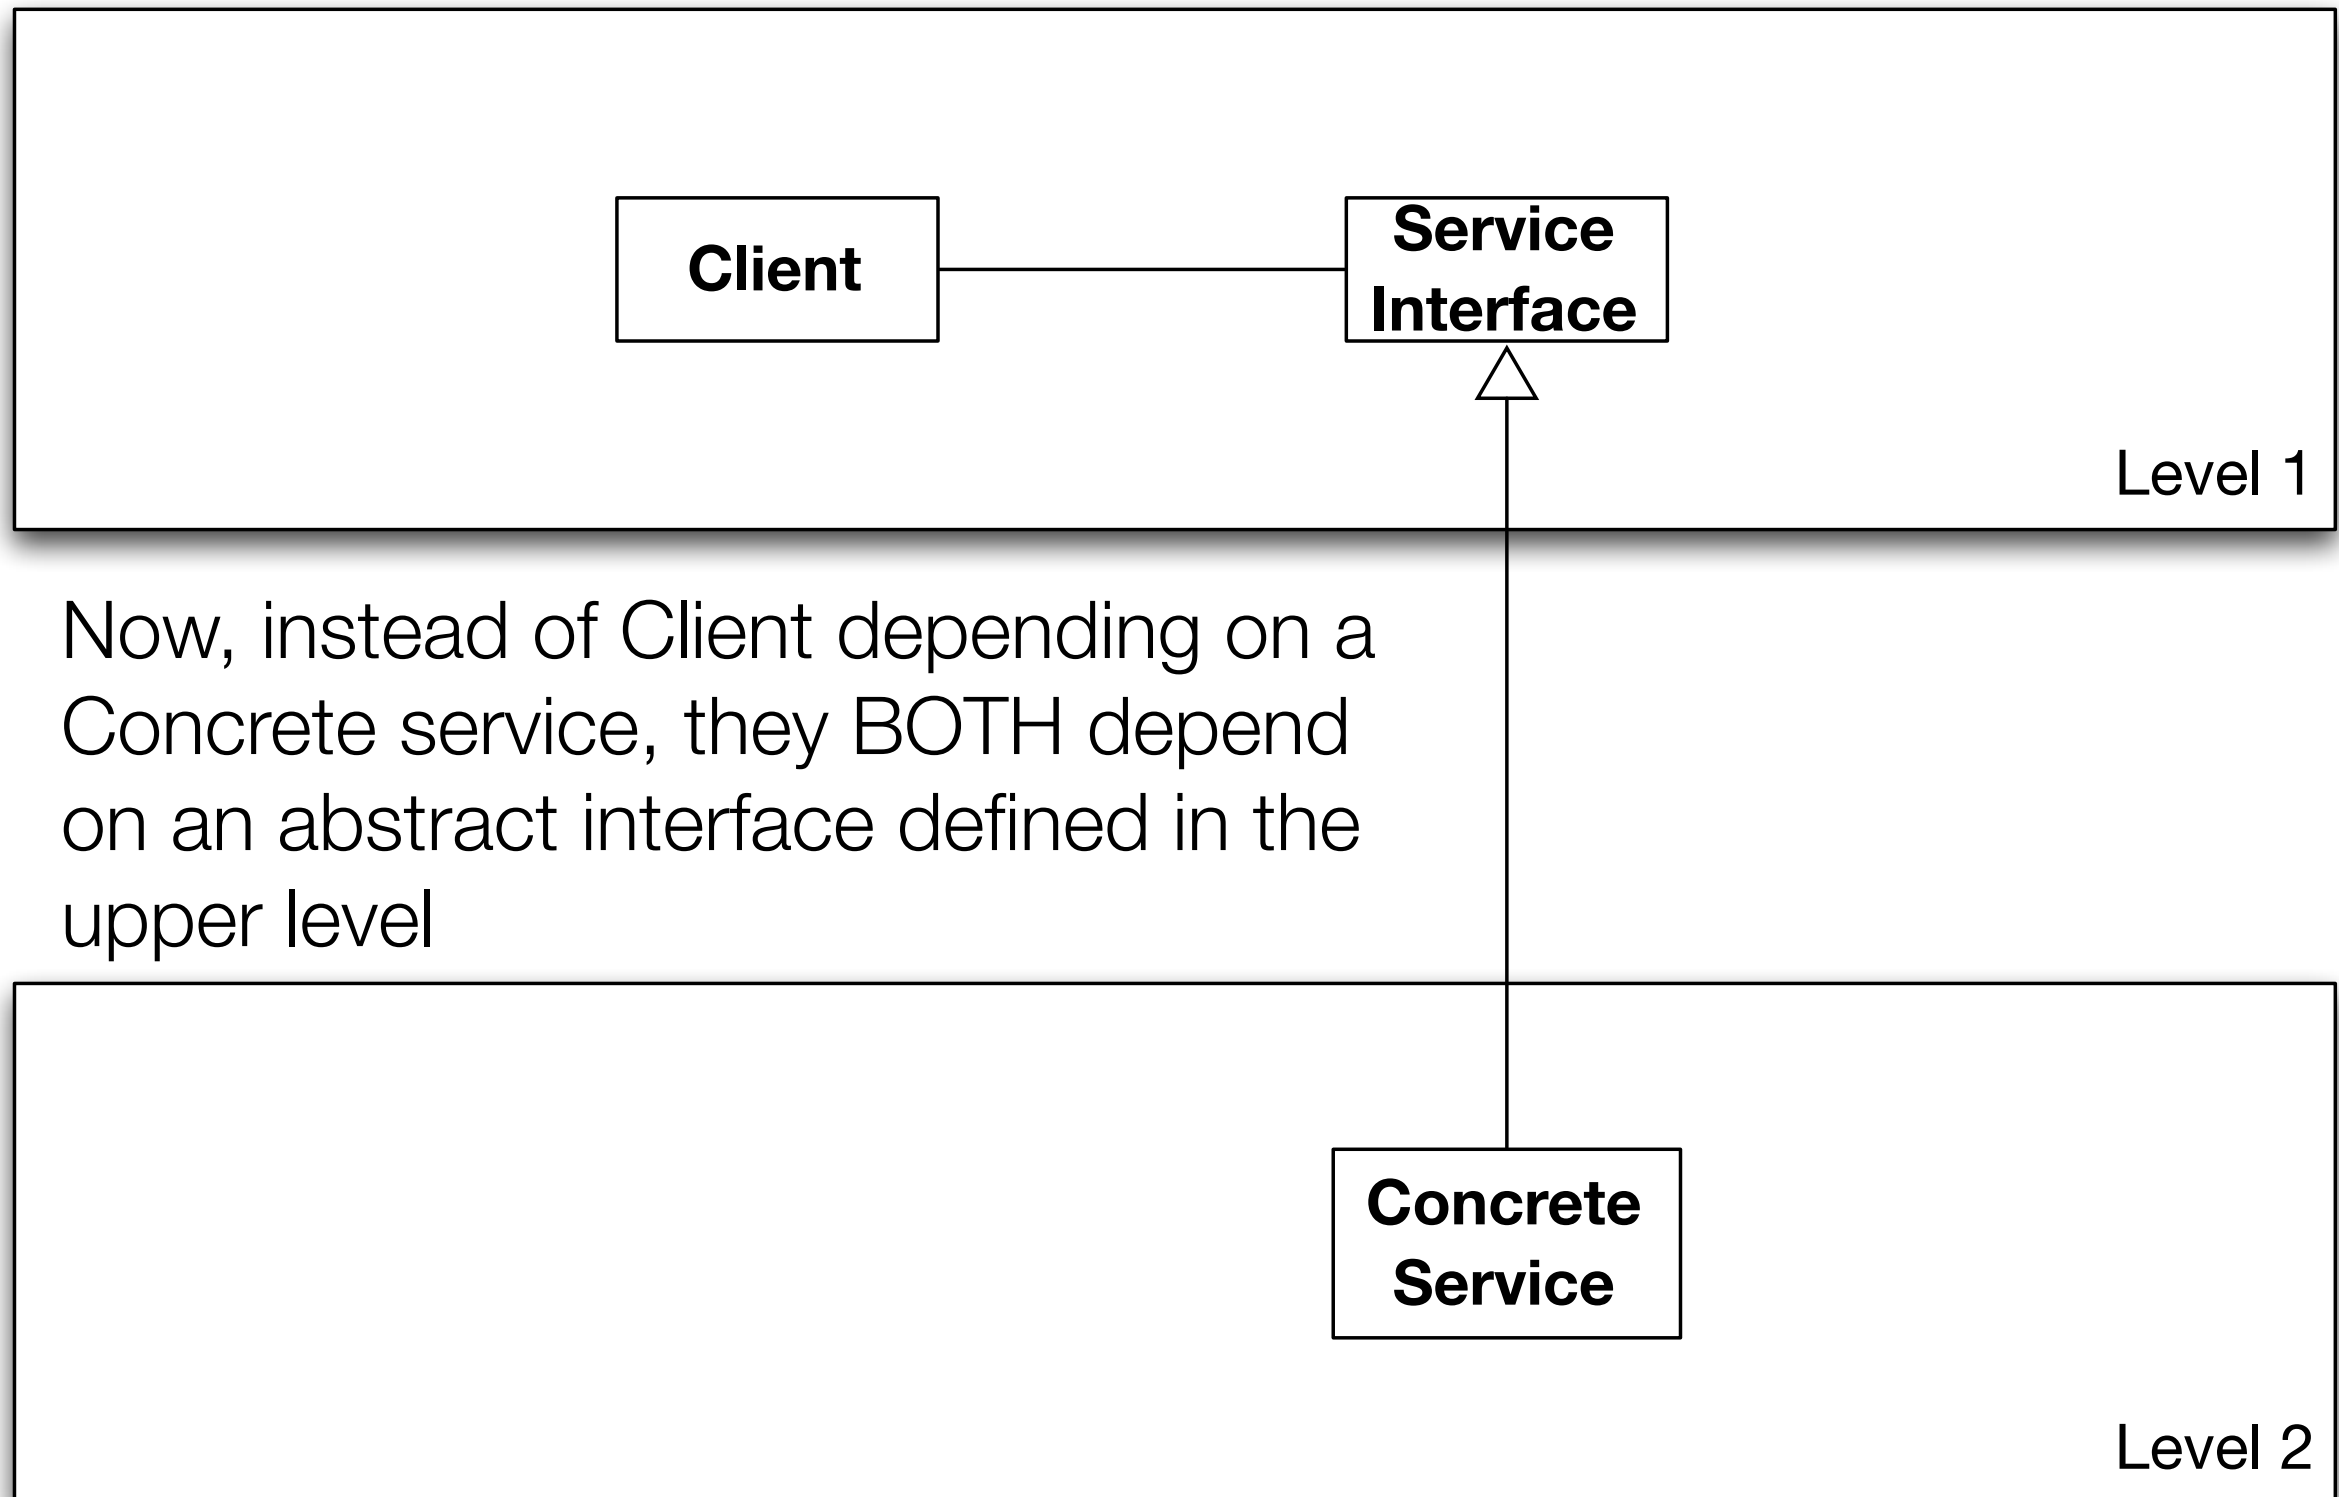 Client
Service
Interface
Level 1
Now, instead of Client depending on a
Concrete service, they BOTH depend
on an abstract interface defined in the
upper level
Concrete
Service
Level 2